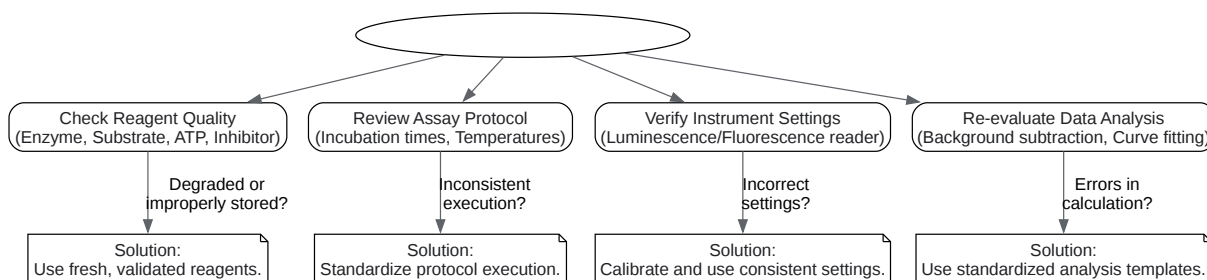 Check Reagent Quality
(Enzyme, Substrate, ATP, Inhibitor)
Review Assay Protocol
(Incubation times, Temperatures)
Verify Instrument Settings
(Luminescence/Fluorescence reader)
Re-evaluate Data Analysis
(Background subtraction, Curve fitting)
Degraded or
improperly stored?
Inconsistent
execution?
Incorrect
settings?
Errors in
calculation?
Solution:
Use fresh, validated reagents.
Solution:
Standardize protocol execution.
Solution:
Calibrate and use consistent settings.
Solution:
Use standardized analysis templates.